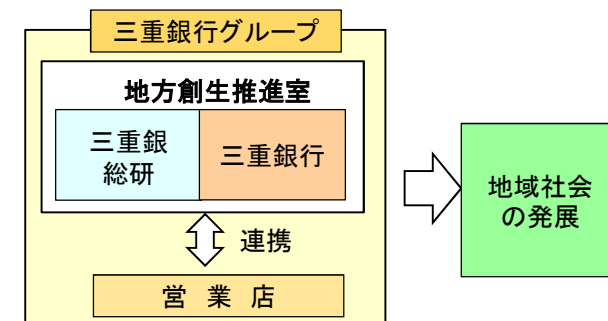 三重銀行グループ
地方創生推進室
三重銀
総研
三重銀行
連携
営 業 店
地域社会
の発展